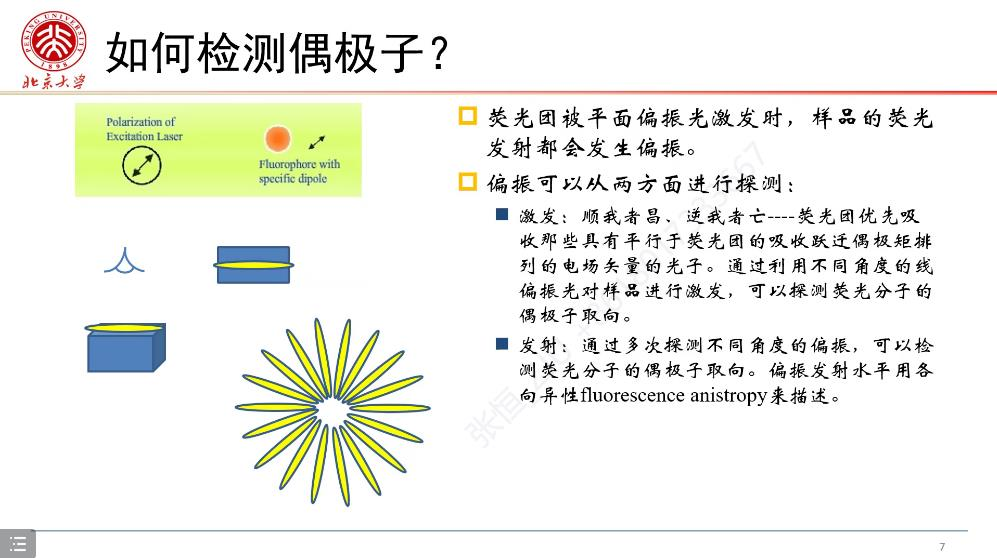 PEKING UNIVERSITY
1898
北京大学
如何检测偶极子？
Polarization of
Excitation Laser
Fluorophore with
specific dipole
荧光团被平面偏振光激发时，样品的荧光
发射都会发生偏振。
偏振可以从两方面进行探测：
激发：顺我者昌、逆我者亡----荧光团优先吸
收那些具有平行于荧光团的吸收跃迁偶极矩排
列的电场矢量的光子。通过利用不同角度的线
偏振光对样品进行激发，可以探测荧光分子的
偶极子取向。
发射：通过多次探测不同角度的偏振，可以检
测荧光分子的偶极子取向。偏振发射水平用各
向异性fluorescence anistropy来描述。
7